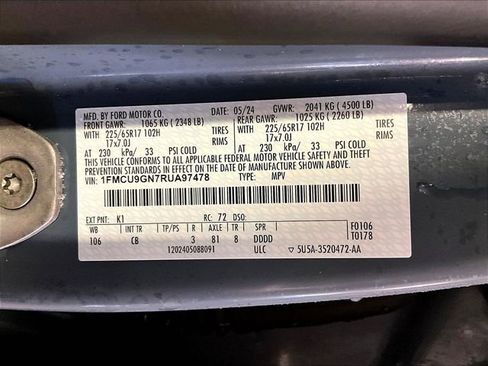 MFD. BY FORD MOTOR CO. 05/24 GVWR: 2041 KG ( 4500 LB)
FRONT GAWR: 1065 KG ( 2348 LB) REAR GAWR: 1025 KG ( 2260 LB)
WITH 225/65R17 102H TIRES WITH 225/65R17 102H TIRES
17x7.0J RIMS 17x7.0J RIMS
AT 230 kPa/ 33 PSI COLD AT 230 kPa/ 33 PSI COLD
THIS VEHICLE CONFORMS TO ALL APPLICABLE FEDERAL MOTOR VEHICLE SAFETY AND THEFT
PREVENTION STANDARDS IN EFFECT ON THE DATE OF MANUFACTURE SHOWN ABOVE.
VIN: 1FMCU9GN7RUA97478 TYPE: MPV
EXT PNT: K1 RC: 72 DSO:
WB INT TR TP/PS R AXLE TR SPR F0106
106 CB 3 81 8 DDDD T0178
1202405088091 ULC 5U5A-3520472-AA